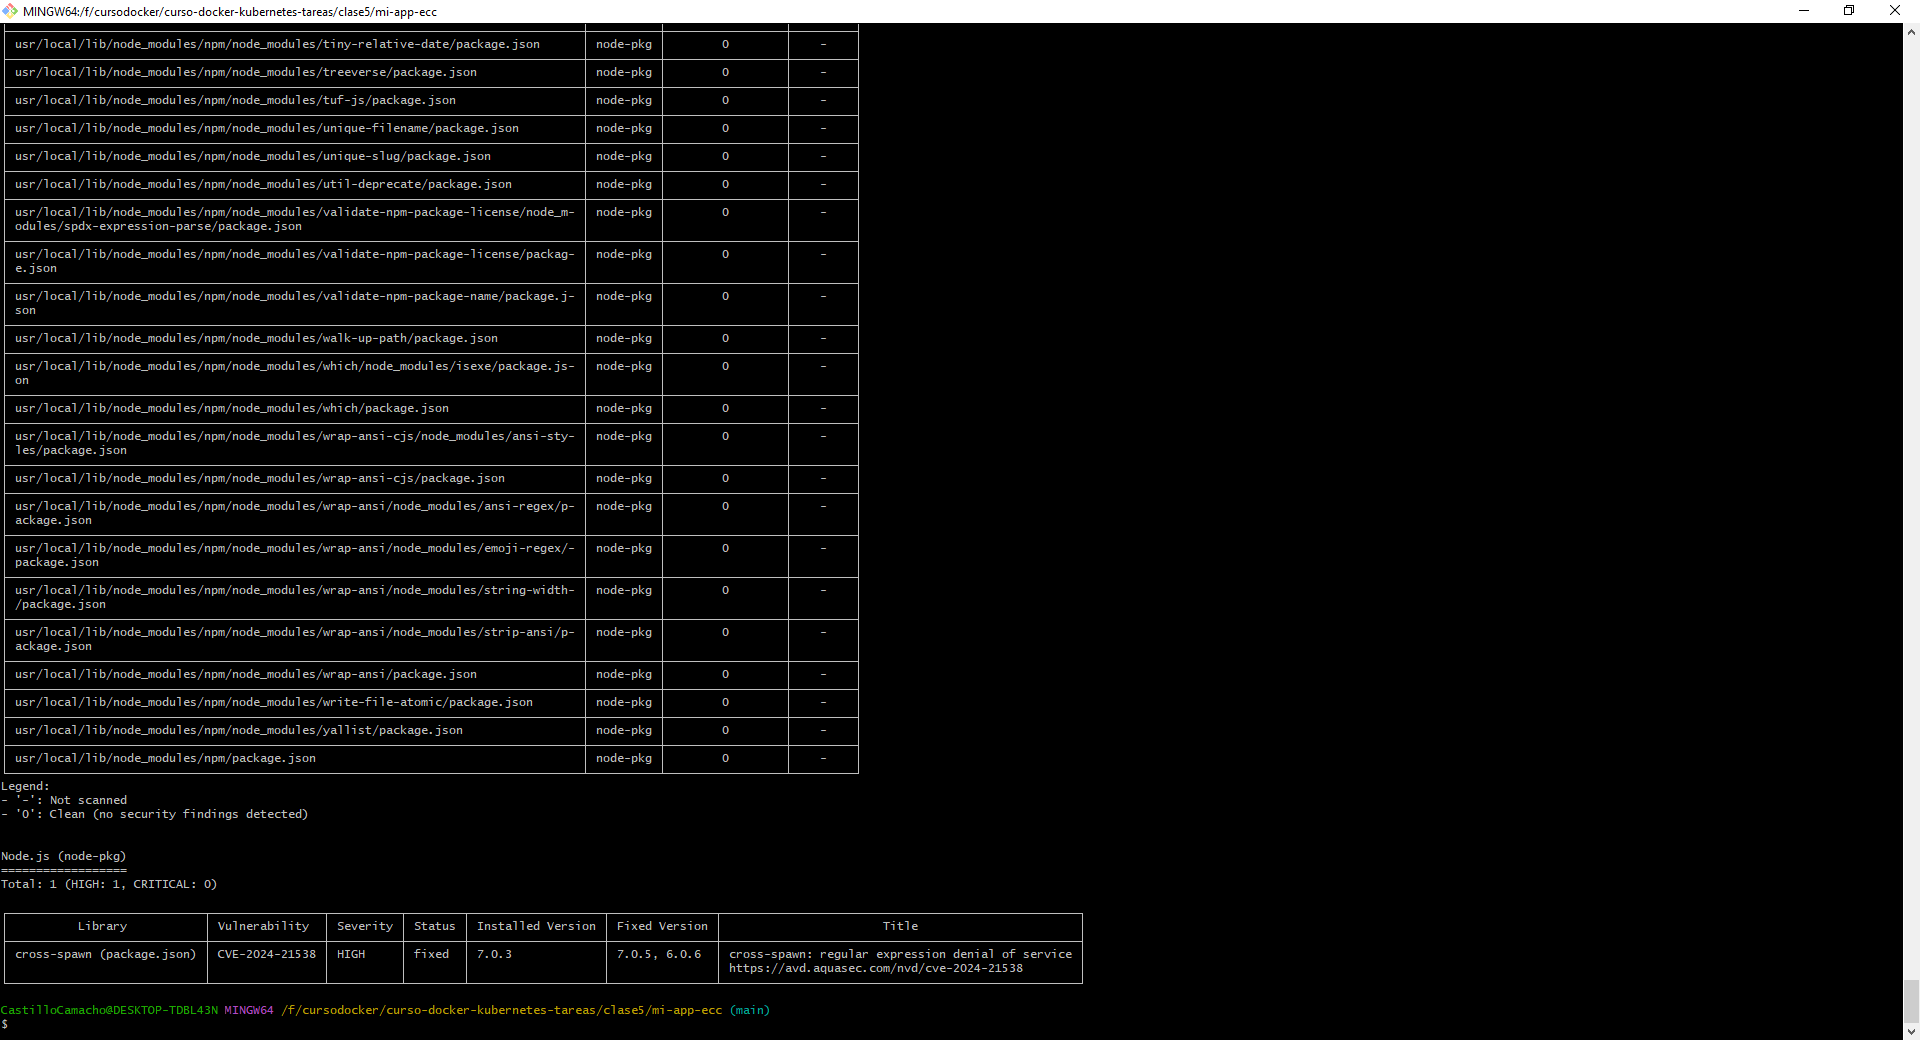 MINGW64:/f/cursodocker/curso-docker-kubernetes-tareas/clase5/mi-app-ecc
usr/local/lib/node_modules/npm/node_modules/tiny-relative-date/package.json node-pkg 0 -
usr/local/lib/node_modules/npm/node_modules/treeverse/package.json node-pkg 0 -
usr/local/lib/node_modules/npm/node_modules/tuf-js/package.json node-pkg 0 -
usr/local/lib/node_modules/npm/node_modules/unique-filename/package.json node-pkg 0 -
usr/local/lib/node_modules/npm/node_modules/unique-slug/package.json node-pkg 0 -
usr/local/lib/node_modules/npm/node_modules/util-deprecate/package.json node-pkg 0 -
usr/local/lib/node_modules/npm/node_modules/validate-npm-package-license/node_m- node-pkg 0 -
odules/spdx-expression-parse/package.json
usr/local/lib/node_modules/npm/node_modules/validate-npm-package-license/packag- node-pkg 0 -
e.json
usr/local/lib/node_modules/npm/node_modules/validate-npm-package-name/package.j- node-pkg 0 -
son
usr/local/lib/node_modules/npm/node_modules/walk-up-path/package.json node-pkg 0 -
usr/local/lib/node_modules/npm/node_modules/which/node_modules/isexe/package.js- node-pkg 0 -
on
usr/local/lib/node_modules/npm/node_modules/which/package.json node-pkg 0 -
usr/local/lib/node_modules/npm/node_modules/wrap-ansi-cjs/node_modules/ansi-sty- node-pkg 0 -
les/package.json
usr/local/lib/node_modules/npm/node_modules/wrap-ansi-cjs/package.json node-pkg 0 -
usr/local/lib/node_modules/npm/node_modules/wrap-ansi/node_modules/ansi-regex/p- node-pkg 0 -
ackage.json
usr/local/lib/node_modules/npm/node_modules/wrap-ansi/node_modules/emoji-regex/- node-pkg 0 -
package.json
usr/local/lib/node_modules/npm/node_modules/wrap-ansi/node_modules/string-width- node-pkg 0 -
/package.json
usr/local/lib/node_modules/npm/node_modules/wrap-ansi/node_modules/strip-ansi/p- node-pkg 0 -
ackage.json
usr/local/lib/node_modules/npm/node_modules/wrap-ansi/package.json node-pkg 0 -
usr/local/lib/node_modules/npm/node_modules/write-file-atomic/package.json node-pkg 0 -
usr/local/lib/node_modules/npm/node_modules/yallist/package.json node-pkg 0 -
usr/local/lib/node_modules/npm/package.json node-pkg 0 -
Legend:
- '-': Not scanned
- '0': Clean (no security findings detected)
Node.js (node-pkg)
==================
Total: 1 (HIGH: 1, CRITICAL: 0)
Library Vulnerability Severity Status Installed Version Fixed Version Title
cross-spawn (package.json) CVE-2024-21538 HIGH fixed 7.0.3 7.0.5, 6.0.6 cross-spawn: regular expression denial of service
https://avd.aquasec.com/nvd/cve-2024-21538
CastilloCamacho@DESKTOP-TDBL43N MINGW64 /f/cursodocker/curso-docker-kubernetes-tareas/clase5/mi-app-ecc (main)
$